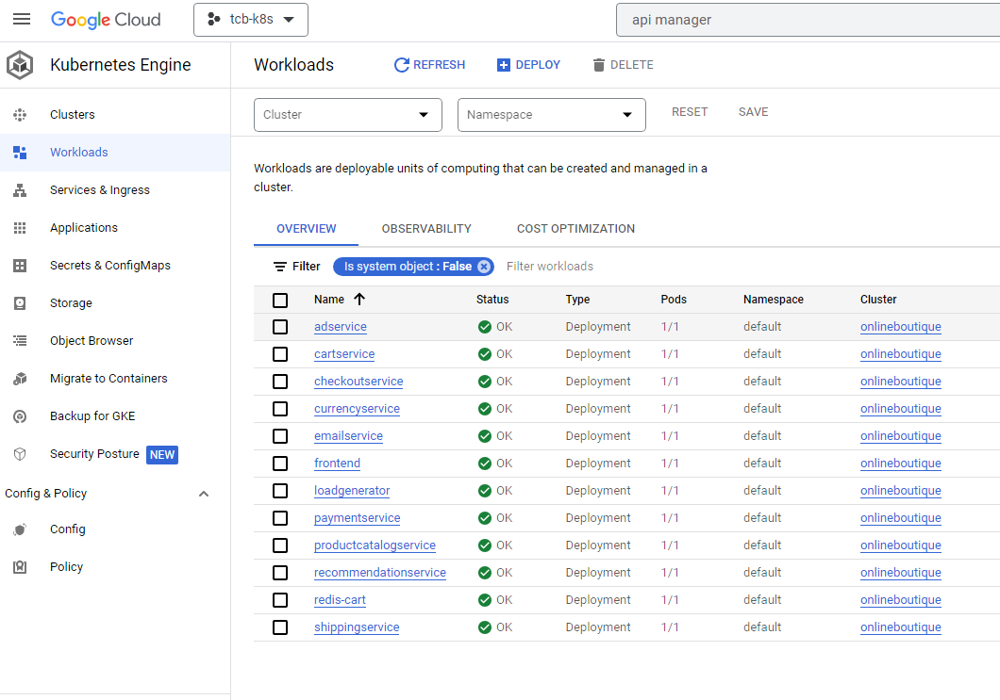 Google Cloud
tcb-k8s
api manager
Kubernetes Engine
Clusters
Workloads
Services & Ingress
Applications
Secrets & ConfigMaps
Storage
Object Browser
Migrate to Containers
Backup for GKE
Security Posture NEW
Config & Policy
Config
Policy
Workloads REFRESH DEPLOY DELETE
Cluster Namespace RESET SAVE
Workloads are deployable units of computing that can be created and managed in a
cluster.
OVERVIEW OBSERVABILITY COST OPTIMIZATION
Filter Is system object : False Filter workloads
Name Status Type Pods Namespace Cluster
adservice OK Deployment 1/1 default onlineboutique
cartservice OK Deployment 1/1 default onlineboutique
checkoutservice OK Deployment 1/1 default onlineboutique
currencyservice OK Deployment 1/1 default onlineboutique
emailservice OK Deployment 1/1 default onlineboutique
frontend OK Deployment 1/1 default onlineboutique
loadgenerator OK Deployment 1/1 default onlineboutique
paymentservice OK Deployment 1/1 default onlineboutique
productcatalogservice OK Deployment 1/1 default onlineboutique
recommendationservice OK Deployment 1/1 default onlineboutique
redis-cart OK Deployment 1/1 default onlineboutique
shippingservice OK Deployment 1/1 default onlineboutique